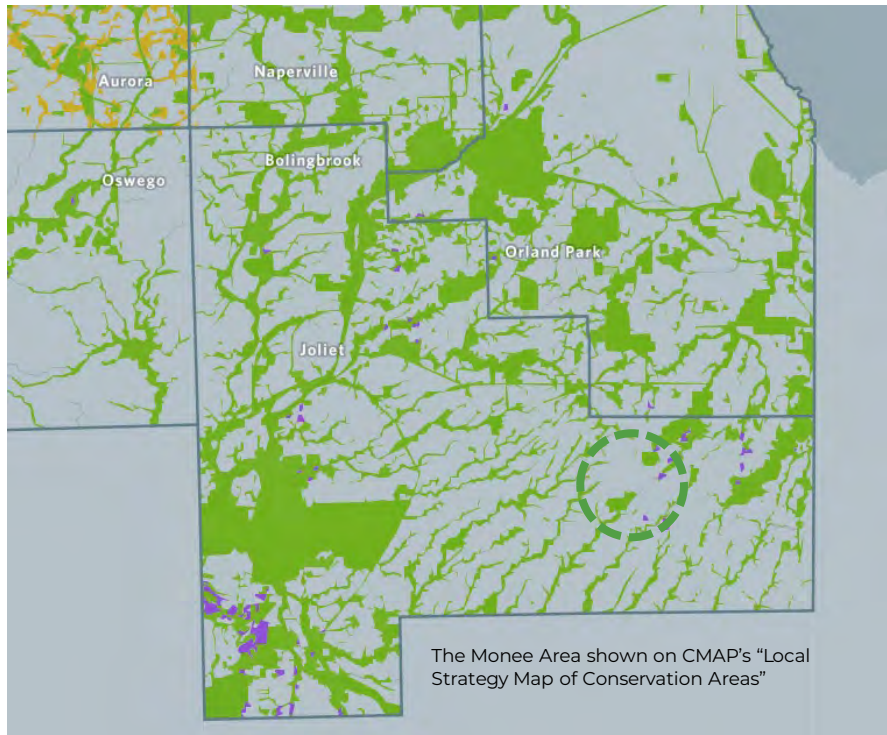 Naperville
Aurora
Bolingbrook
Oswego
Orland Park
Joliet
The Monee Area shown on CMAP's “Local
Strategy Map of Conservation Areas”